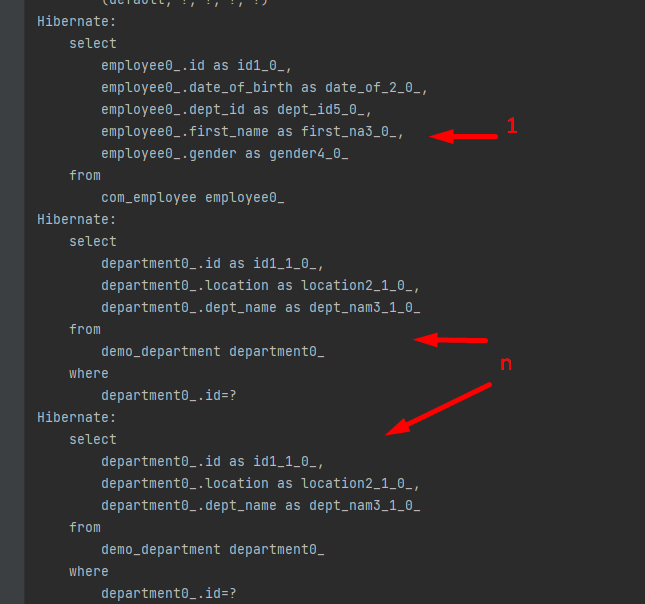 (default, ?, ?, ?, ?)
Hibernate:
select
employee0_.id as id1_0_,
employee0_.date_of_birth as date_of_2_0_,
employee0_.dept_id as dept_id5_0_,
employee0_.first_name as first_na3_0_,
1
employee0_.gender as gender4_0_
from
com_employee employee0_
Hibernate:
select
department0_.id as id1_1_0_,
department0_.location as location2_1_0_,
department0_.dept_name as dept_nam3_1_0_
from
demo_department department0_
n
where
department0_.id=?
Hibernate:
select
department0_.id as id1_1_0_,
department0_.location as location2_1_0_,
department0_.dept_name as dept_nam3_1_0_
from
demo_department department0_
where
department0_.id=?